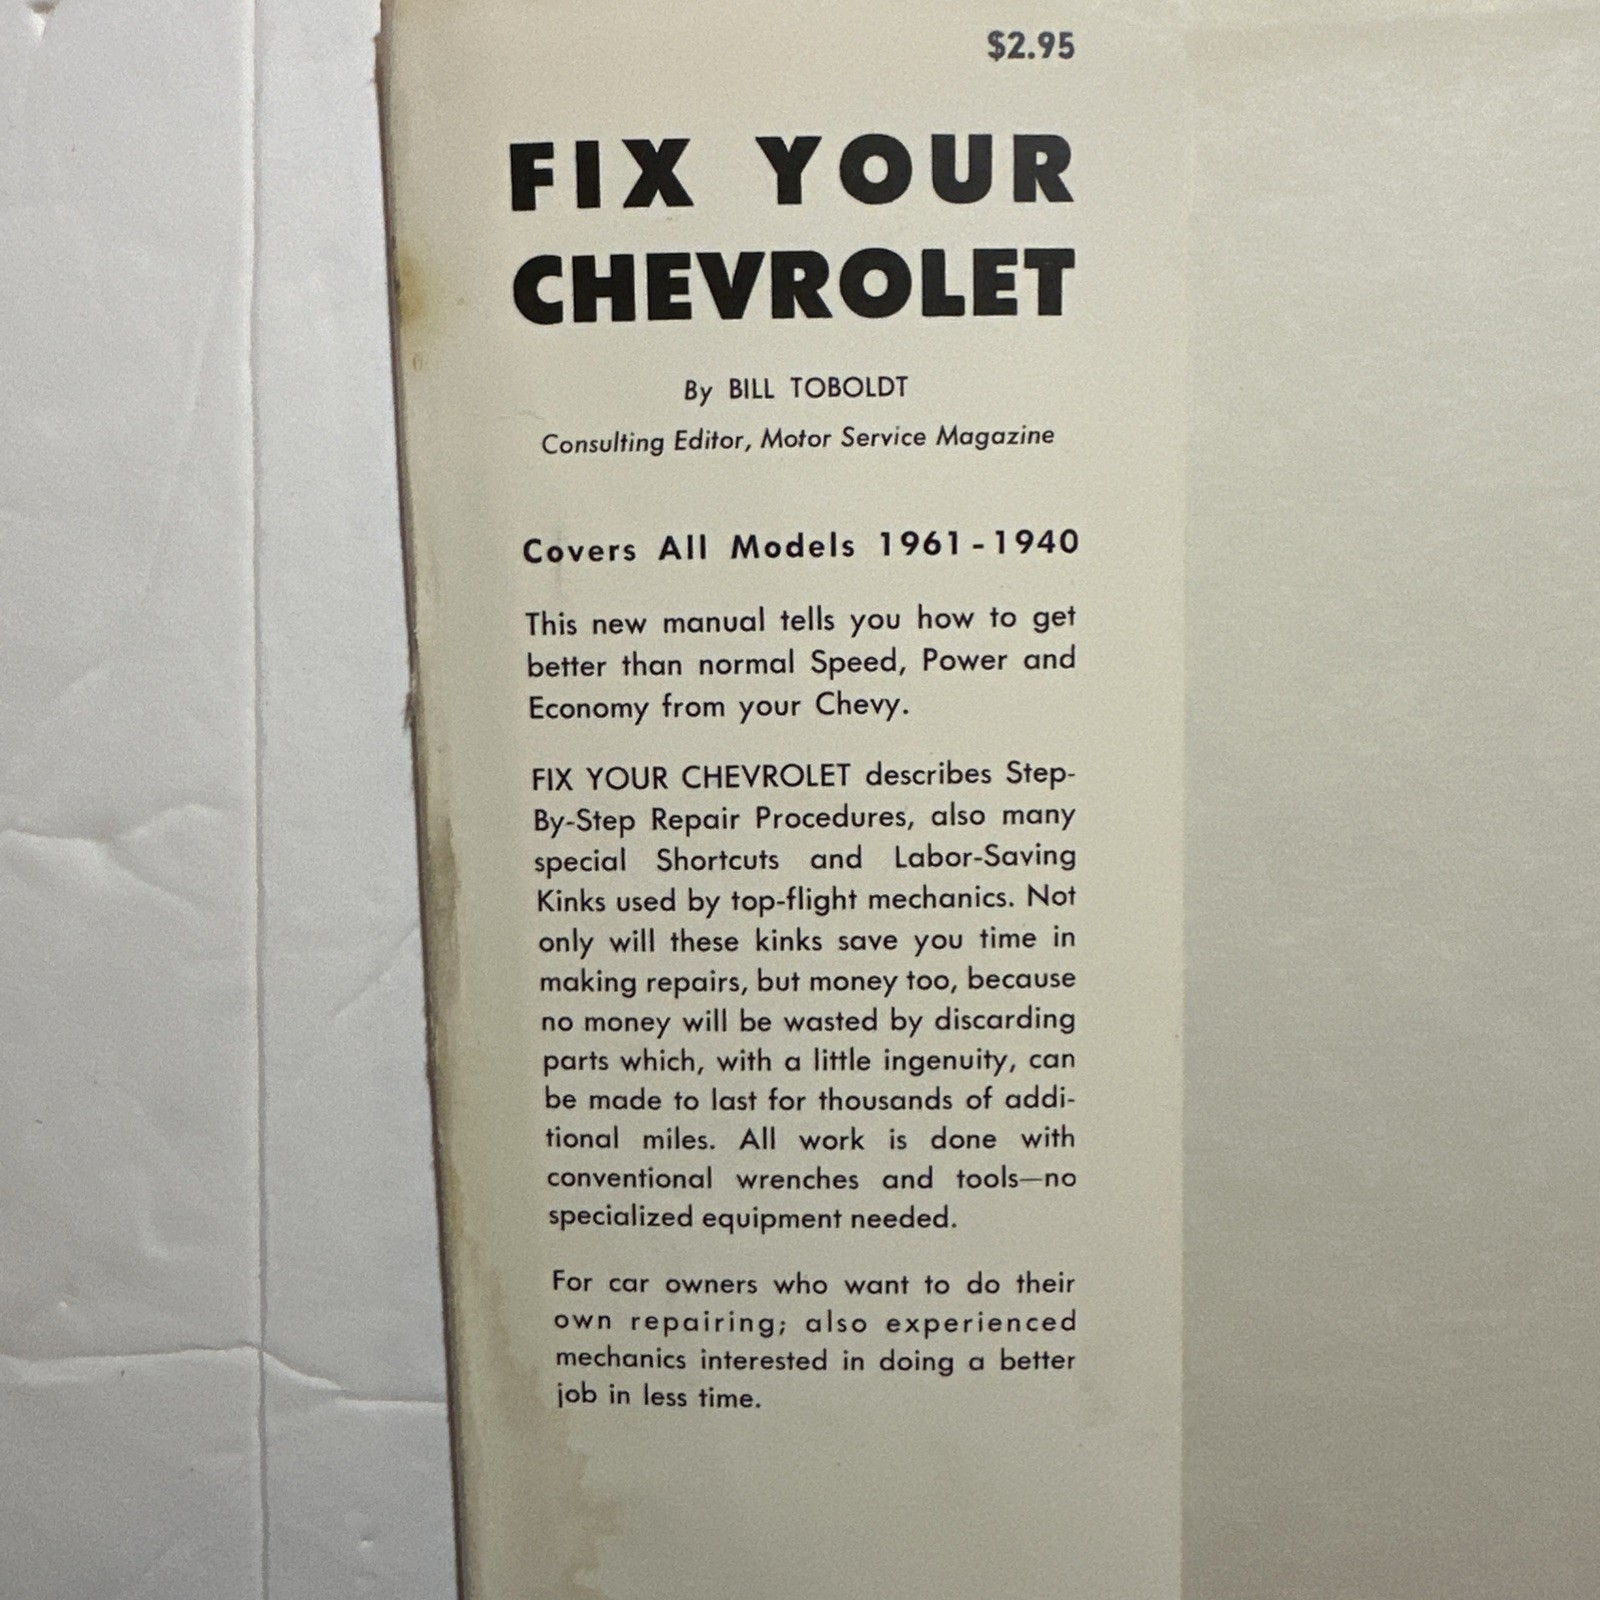 $2.95
FIX YOUR
CHEVROLET
By BILL TOBOLDT
Consulting Editor, Motor Service Magazine
Covers All Models 1961-1940
This new manual tells you how to get
better than normal Speed, Power and
Economy from your Chevy.
FIX YOUR CHEVROLET describes Step-
By-Step Repair Procedures, also many
special Shortcuts and Labor-Saving
Kinks used by top-flight mechanics. Not
only will these kinks save you time in
making repairs, but money too, because
no money will be wasted by discarding
parts which, with a little ingenuity, can
be made to last for thousands of addi-
tional miles. All work is done with
conventional wrenches and tools—no
specialized equipment needed.
For car owners who want to do their
own repairing; also experienced
mechanics interested in doing a better
job in less time.